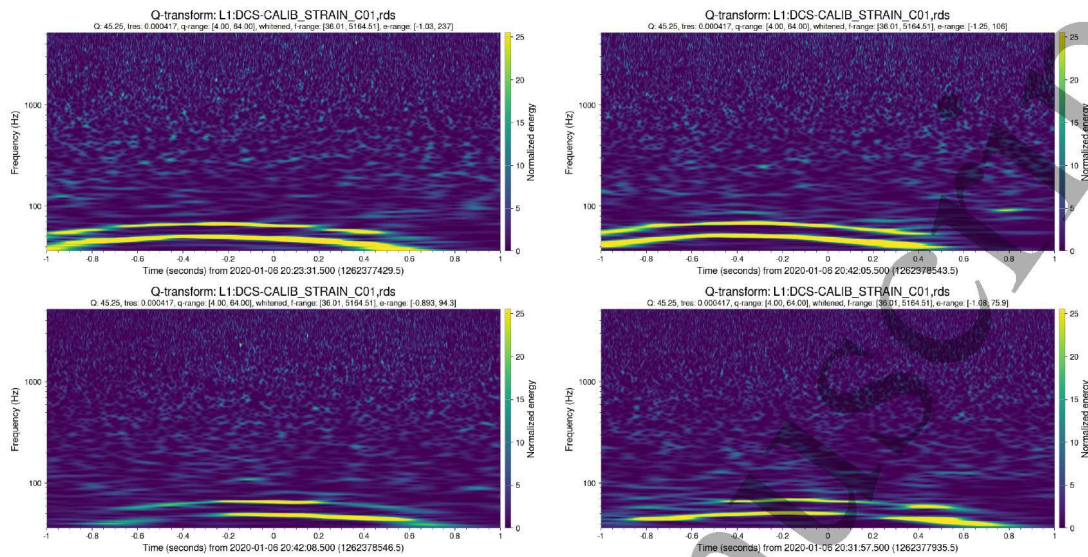 Q-transform: L1:DCS-CALIB_STRAIN_C01,rds
Q: 45.25, tres: 0.000417, q-range: [4.00, 64.00], whitened, f-range: [36.01, 5164.51], e-range: [-1.03, 237]
Frequency (Hz)
1000
100
-1 -0.8 -0.6 -0.4 -0.2 0 0.2 0.4 0.6 0.8 1
Time (seconds) from 2020-01-06 20:23:31.500 (1262377429.5)
25
20
15
10
5
0
Normalized energy
Q-transform: L1:DCS-CALIB_STRAIN_C01,rds
Q: 45.25, tres: 0.000417, q-range: [4.00, 64.00], whitened, f-range: [36.01, 5164.51], e-range: [-1.25, 106]
Frequency (Hz)
1000
100
-1 -0.8 -0.6 -0.4 -0.2 0 0.2 0.4 0.6 0.8 1
Time (seconds) from 2020-01-06 20:42:05.500 (1262378543.5)
25
20
15
10
5
0
Normalized energy
Q-transform: L1:DCS-CALIB_STRAIN_C01,rds
Q: 45.25, tres: 0.000417, q-range: [4.00, 64.00], whitened, f-range: [36.01, 5164.51], e-range: [-0.893, 94.3]
Frequency (Hz)
1000
100
-1 -0.8 -0.6 -0.4 -0.2 0 0.2 0.4 0.6 0.8 1
Time (seconds) from 2020-01-06 20:42:08.500 (1262378546.5)
25
20
15
10
5
0
Normalized energy
Q-transform: L1:DCS-CALIB_STRAIN_C01,rds
Q: 45.25, tres: 0.000417, q-range: [4.00, 64.00], whitened, f-range: [36.01, 5164.51], e-range: [-1.08, 75.9]
Frequency (Hz)
1000
100
-1 -0.8 -0.6 -0.4 -0.2 0 0.2 0.4 0.6 0.8 1
Time (seconds) from 2020-01-06 20:31:57.500 (1262377935.5)
25
20
15
10
5
0
Normalized energy